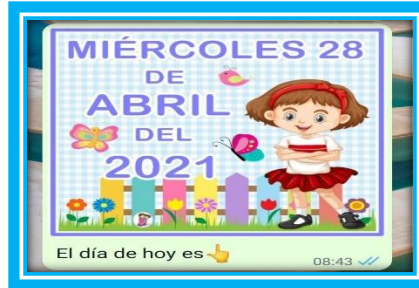 MIÉRCOLES 28
DE
ABRIL
DEL
2021
El día de hoy es👆
08:43